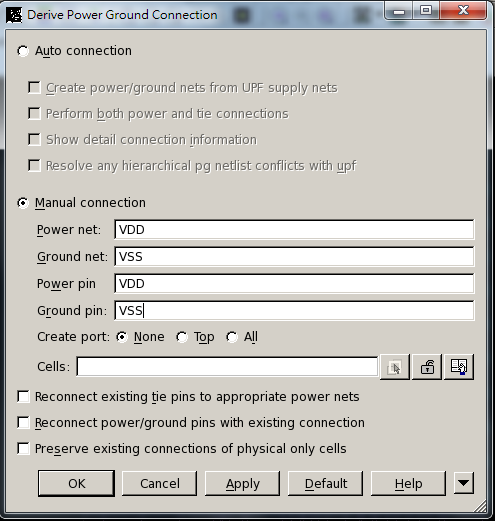 Derive Power Ground Connection
Auto connection
Create power/ground nets from UPF supply nets
Perform both power and tie connections
Show detail connection information
Resolve any hierarchical pg netlist conflicts with upf
Manual connection
Power net: VDD
Ground net: VSS
Power pin VDD
Ground pin: VSS
Create port: None Top All
Cells:
Reconnect existing tie pins to appropriate power nets
Reconnect power/ground pins with existing connection
Preserve existing connections of physical only cells
OK Cancel Apply Default Help